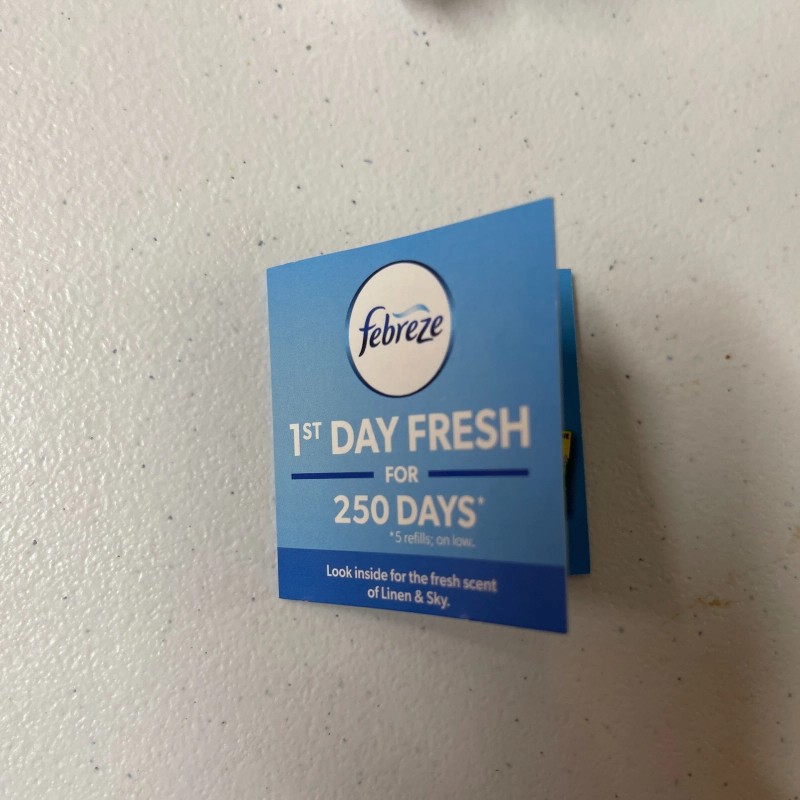 febreze
1ST DAY FRESH
FOR
250 DAYS*
*5 refills; on low.
Look inside for the fresh scent
of Linen & Sky.